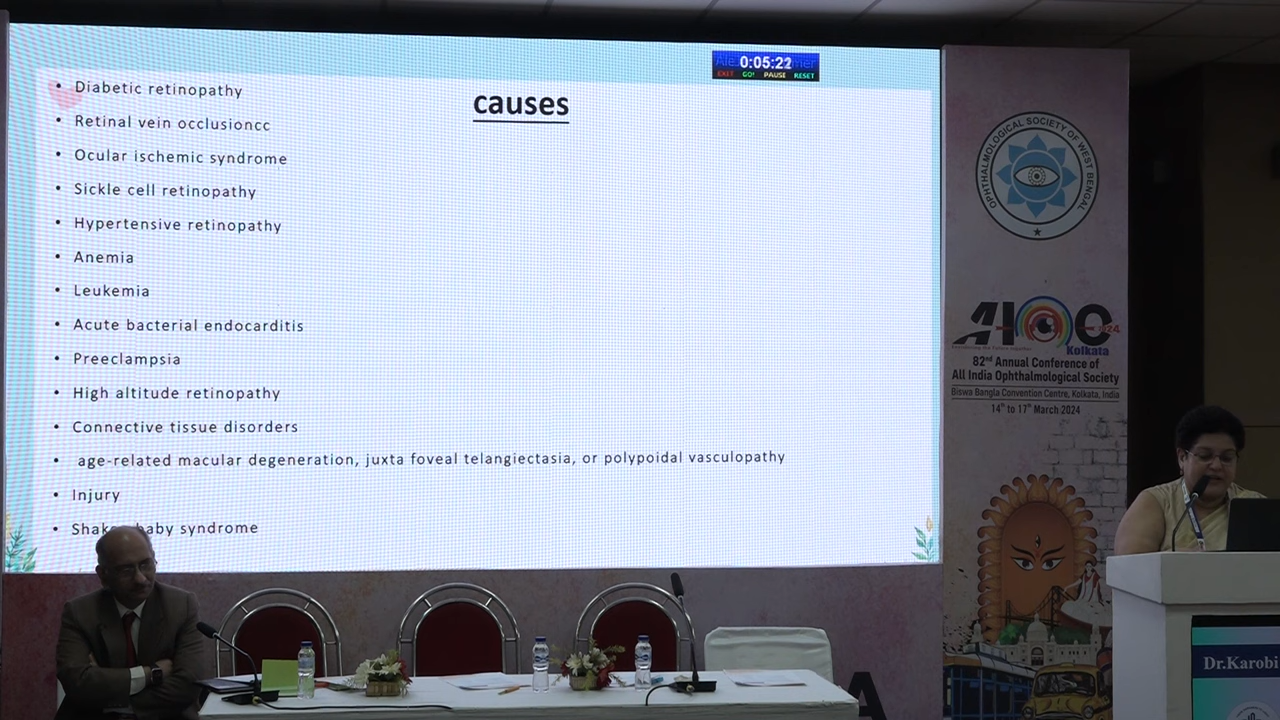 0:05:22
EXIT GO! PAUSE RESET
causes
• Diabetic retinopathy
• Retinal vein occlusioncc
• Ocular ischemic syndrome
• Sickle cell retinopathy
• Hypertensive retinopathy
• Anemia
• Leukemia
• Acute bacterial endocarditis
• Preeclampsia
• High altitude retinopathy
• Connective tissue disorders
• age-related macular degeneration, juxta foveal telangiectasia, or polypoidal vasculopathy
• Injury
• baby syndrome
OPHTHALMOLOGICAL SOCIETY OF WEST BENGAL
AIOC
Kolkata
82nd Annual Conference of
All India Ophthalmological Society
Biswa Bangla Convention Centre, Kolkata, India
14th to 17th March 2024
Dr.Karobi